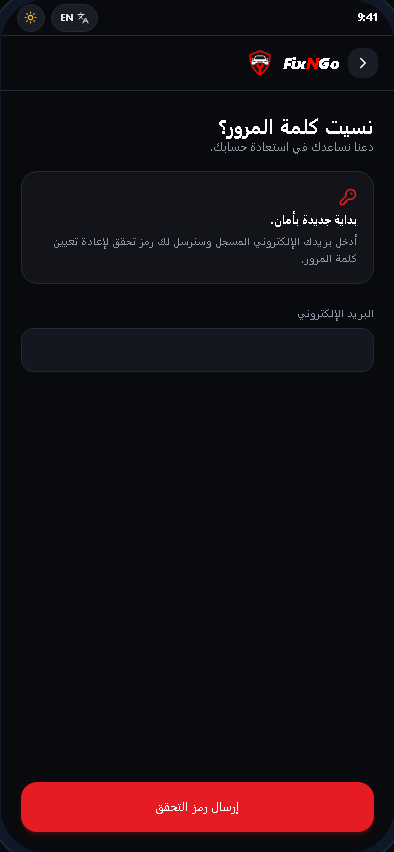 9:41
EN
FixNGo
نسيت كلمة المرور؟
دعنا نساعدك في استعادة حسابك.
بداية جديدة بأمان.
أدخل بريدك الإلكتروني المسجل وسنرسل لك رمز تحقق لإعادة تعيين
كلمة المرور.
البريد الإلكتروني
إرسال رمز التحقق